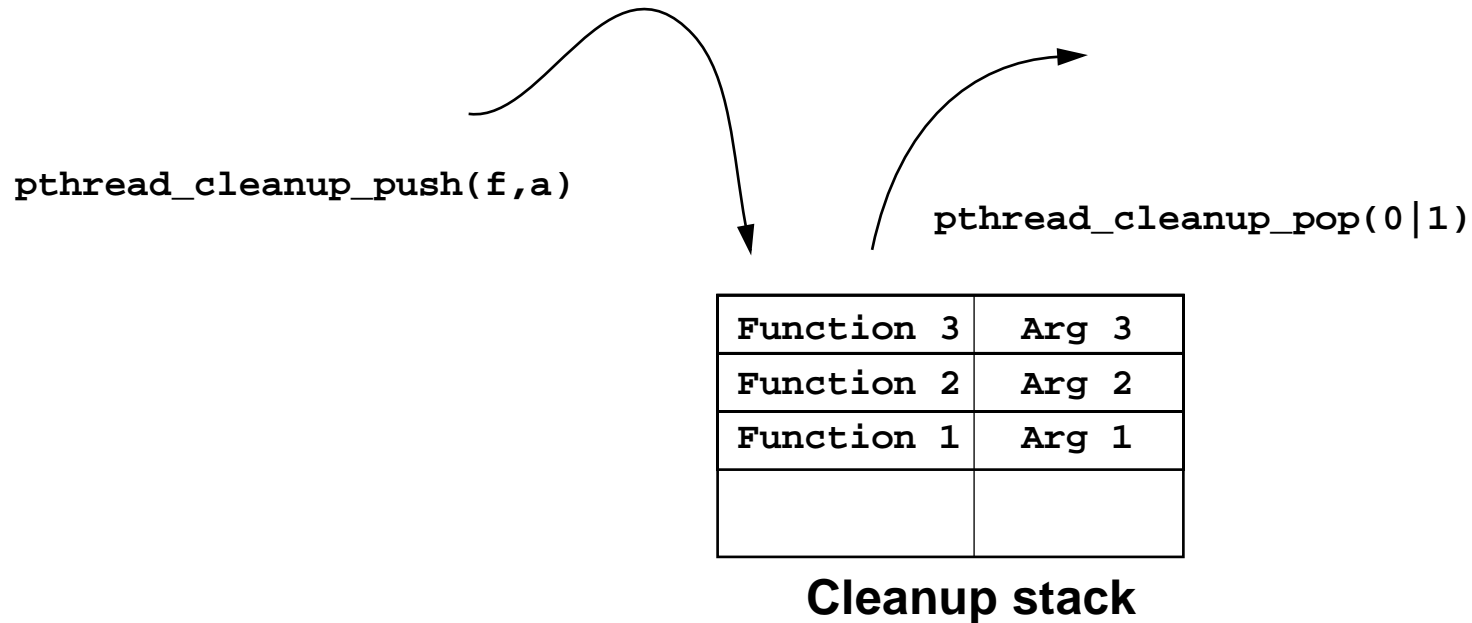 pthread_cleanup_push(f,a)
pthread_cleanup_pop(0|1)
Function 3 Arg 3
Function 2 Arg 2
Function 1 Arg 1
Cleanup stack